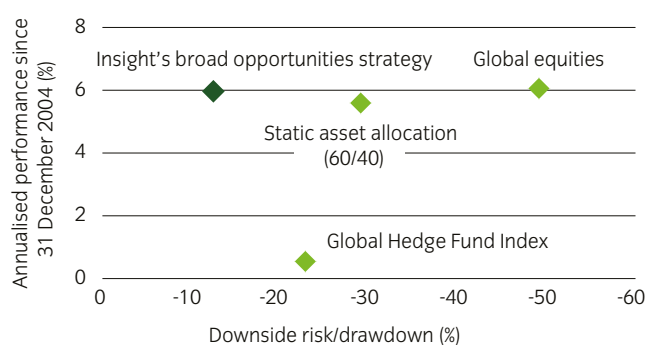 Annualised performance since
31 December 2004 (%)
8
6
4
2
0
Insight's broad opportunities strategy
Global equities
Static asset allocation
(60/40)
Global Hedge Fund Index
0 -10 -20 -30 -40 -50 -60
Downside risk/drawdown (%)